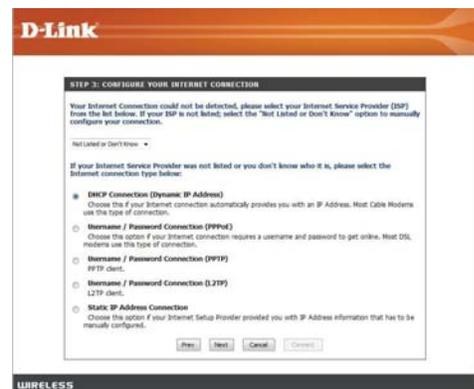 D-Link
STEP 3: CONFIGURE YOUR INTERNET CONNECTION
Your Internet Connection could not be detected, please select your Internet Service Provider (ISP)
from the list below. If your ISP is not listed; select the "Not Listed or Don't Know" option to manually
configure your connection.
Not Listed or Don't Know
If your Internet Service Provider was not listed or you don't know who it is, please select the
Internet connection type below:
DHCP Connection (Dynamic IP Address)
Choose this if your Internet connection automatically provides you with an IP Address. Most Cable Modems
use this type of connection.
Username / Password Connection (PPPoE)
Choose this option if your Internet connection requires a username and password to get online. Most DSL
modems use this type of connection.
Username / Password Connection (PPTP)
PPTP client.
Username / Password Connection (L2TP)
L2TP client.
Static IP Address Connection
Choose this option if your Internet Setup Provider provided you with IP Address information that has to be
manually configured.
Prev Next Cancel Connect
WIRELESS